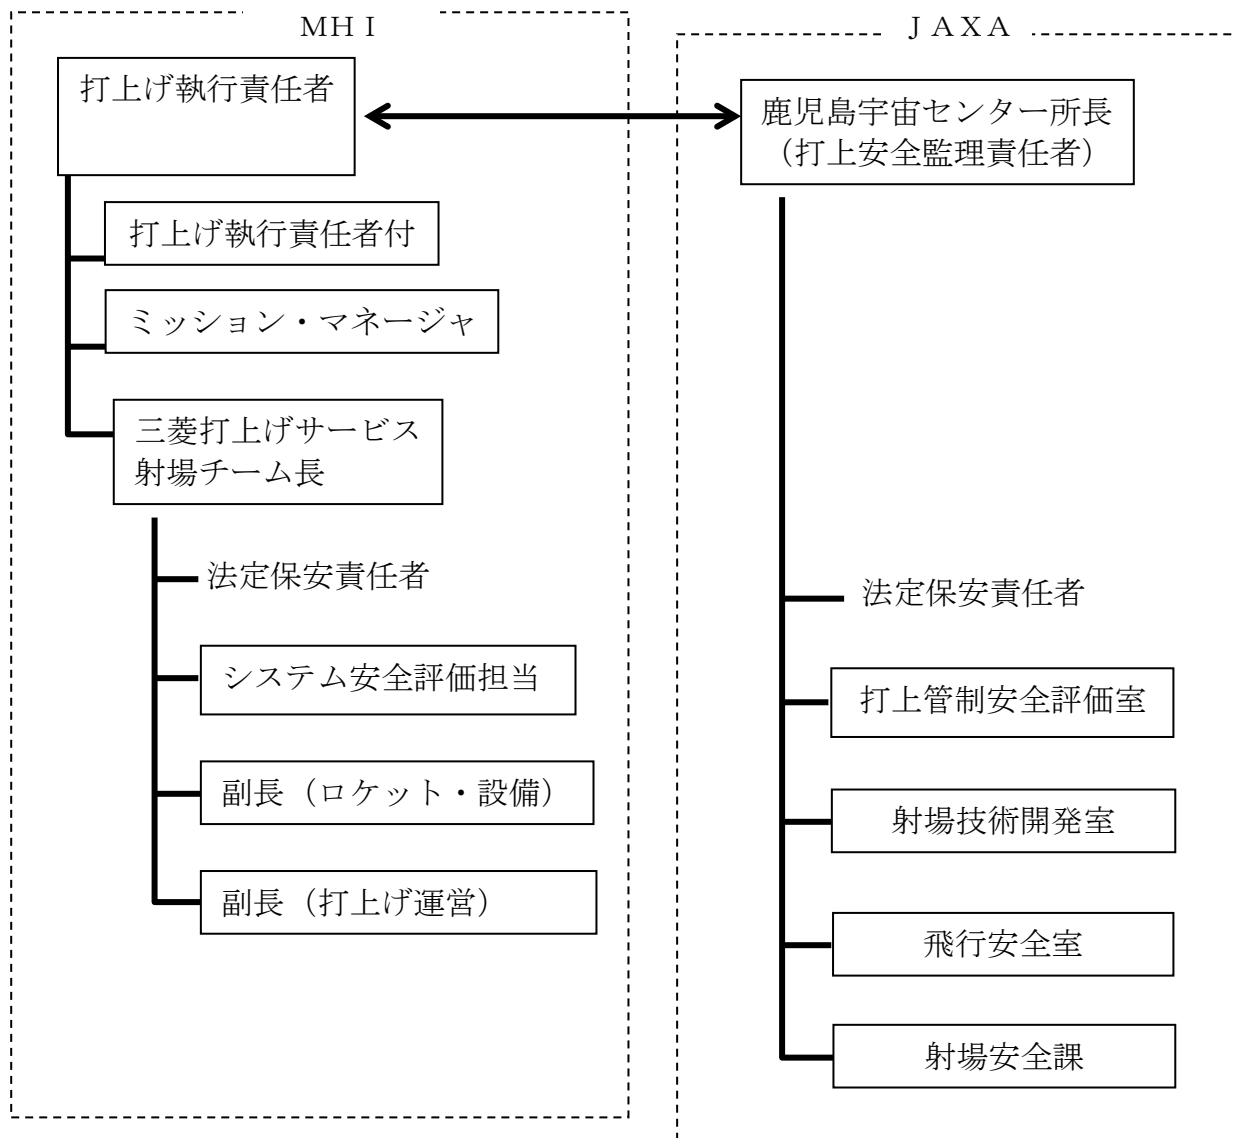 ＭＨＩ
打上げ執行責任者
打上げ執行責任者付
ミッション・マネージャ
三菱打上げサービス
射場チーム長
法定保安責任者
システム安全評価担当
副長（ロケット・設備）
副長（打上げ運営）
ＪＡＸＡ
鹿児島宇宙センター所長
（打上安全監理責任者）
法定保安責任者
打上管制安全評価室
射場技術開発室
飛行安全室
射場安全課